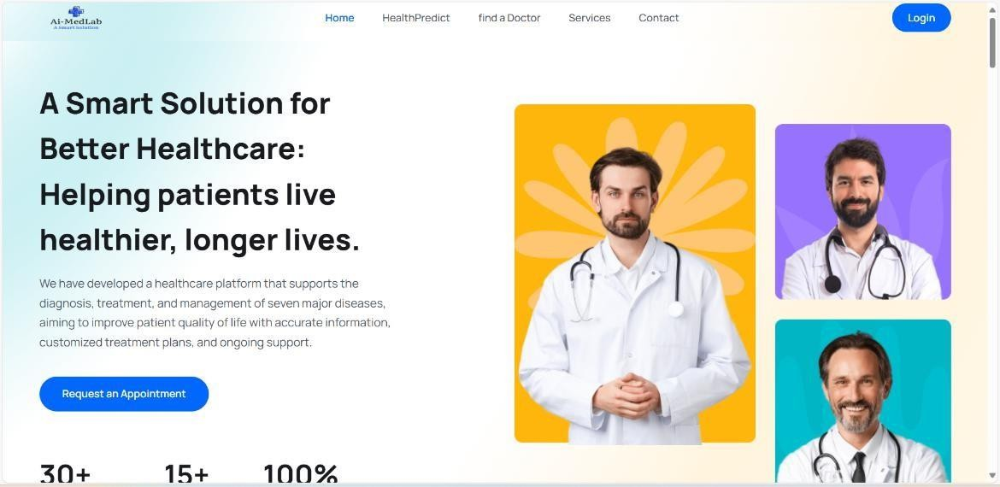 Ai-MedLab
A Smart Solution
Home
HealthPredict
find a Doctor
Services
Contact
Login
A Smart Solution for
Better Healthcare:
Helping patients live
healthier, longer lives.
We have developed a healthcare platform that supports the
diagnosis, treatment, and management of seven major diseases,
aiming to improve patient quality of life with accurate information,
customized treatment plans, and ongoing support.
Request an Appointment
30+
15+
100%